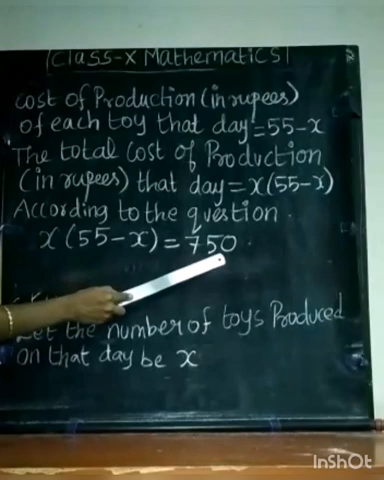 Class-X Mathematics
Cost of Production (in rupees)
of each toy that day = 55-x
The total cost of Production
(in rupees) that day = x(55-x)
According to the question.
x(55-x) = 750
Let the number of toys Produced
on that day be x
InShOt